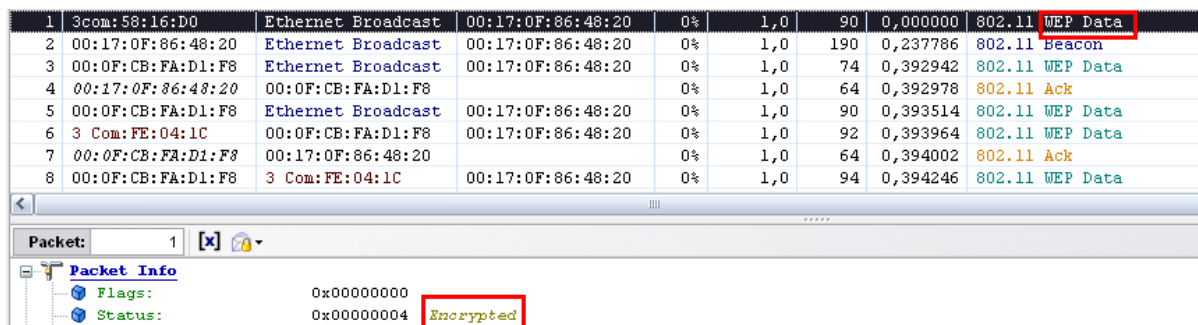 1 3com:58:16:D0 Ethernet Broadcast 00:17:0F:86:48:20 0% 1,0 90 0,000000 802.11 WEP Data
2 00:17:0F:86:48:20 Ethernet Broadcast 00:17:0F:86:48:20 0% 1,0 190 0,237786 802.11 Beacon
3 00:0F:CB:FA:D1:F8 Ethernet Broadcast 00:17:0F:86:48:20 0% 1,0 74 0,392942 802.11 WEP Data
4 00:17:0F:86:48:20 00:0F:CB:FA:D1:F8 0% 1,0 64 0,392978 802.11 Ack
5 00:0F:CB:FA:D1:F8 Ethernet Broadcast 00:17:0F:86:48:20 0% 1,0 90 0,393514 802.11 WEP Data
6 3 Com:FE:04:1C 00:0F:CB:FA:D1:F8 00:17:0F:86:48:20 0% 1,0 92 0,393964 802.11 WEP Data
7 00:0F:CB:FA:D1:F8 00:17:0F:86:48:20 0% 1,0 64 0,394002 802.11 Ack
8 00:0F:CB:FA:D1:F8 3 Com:FE:04:1C 00:17:0F:86:48:20 0% 1,0 94 0,394246 802.11 WEP Data
Packet: 1
Packet Info
Flags: 0x00000000
Status: 0x00000004 Encrypted